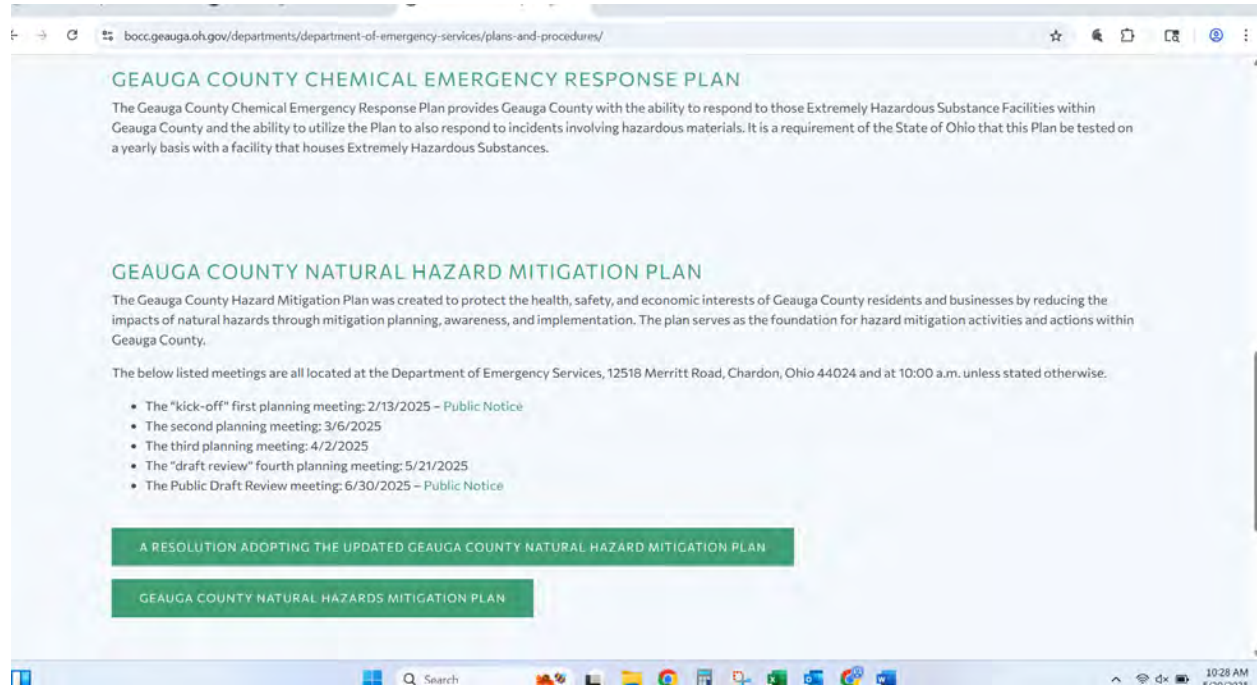 bocc.geauga.oh.gov/departments/department-of-emergency-services/plans-and-procedures/
GEAUGA COUNTY CHEMICAL EMERGENCY RESPONSE PLAN
The Geauga County Chemical Emergency Response Plan provides Geauga County with the ability to respond to those Extremely Hazardous Substance Facilities within
Geauga County and the ability to utilize the Plan to also respond to incidents involving hazardous materials. It is a requirement of the State of Ohio that this Plan be tested on
a yearly basis with a facility that houses Extremely Hazardous Substances.
GEAUGA COUNTY NATURAL HAZARD MITIGATION PLAN
The Geauga County Hazard Mitigation Plan was created to protect the health, safety, and economic interests of Geauga County residents and businesses by reducing the
impacts of natural hazards through mitigation planning, awareness, and implementation. The plan serves as the foundation for hazard mitigation activities and actions within
Geauga County.
The below listed meetings are all located at the Department of Emergency Services, 12518 Merritt Road, Chardon, Ohio 44024 and at 10:00 a.m. unless stated otherwise.
• The "kick-off" first planning meeting: 2/13/2025 – Public Notice
• The second planning meeting: 3/6/2025
• The third planning meeting: 4/2/2025
• The "draft review" fourth planning meeting: 5/21/2025
• The Public Draft Review meeting: 6/30/2025 – Public Notice
A RESOLUTION ADOPTING THE UPDATED GEAUGA COUNTY NATURAL HAZARD MITIGATION PLAN
GEAUGA COUNTY NATURAL HAZARDS MITIGATION PLAN
Search
10:28 AM